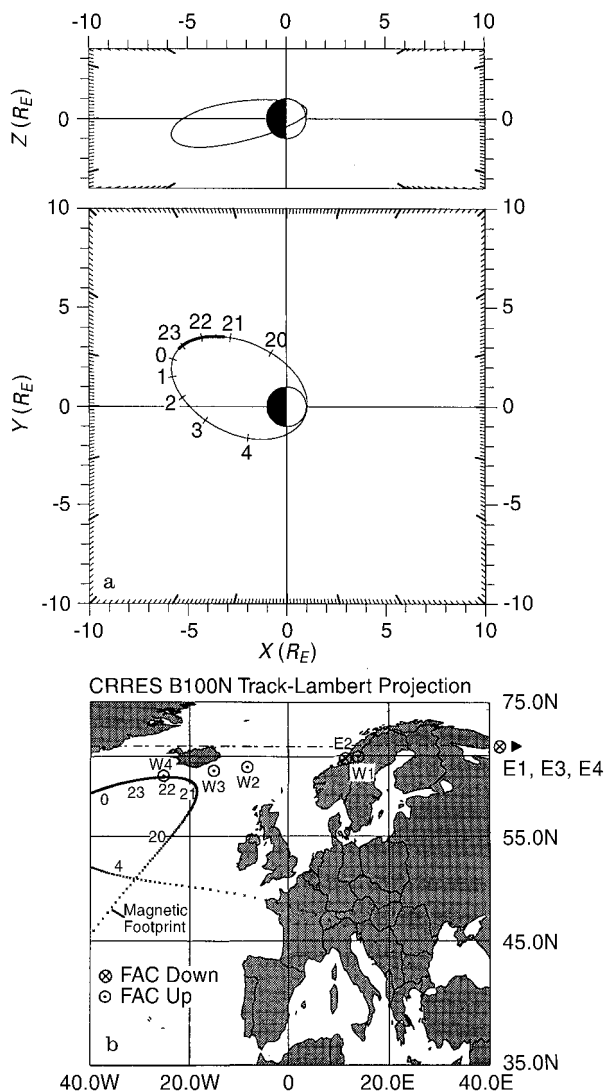 -10 -5 0 5 10
Z (R_E)
0 0
10 10
5 5
23 22 21 20
0
1
2
3
4
Y (R_E)
0 0
-5 -5
a
-10 -10
-10 -5 0 5 10
X (R_E)
CRRES B100N Track-Lambert Projection
75.0N
E2
W4
W3 W2 W1
E1, E3, E4
0 23 22 21
20
55.0N
4
Magnetic
Footprint
45.0N
⊗ FAC Down
⊙ FAC Up
b
35.0N
40.0W 20.0W 0 20.0E 40.0E